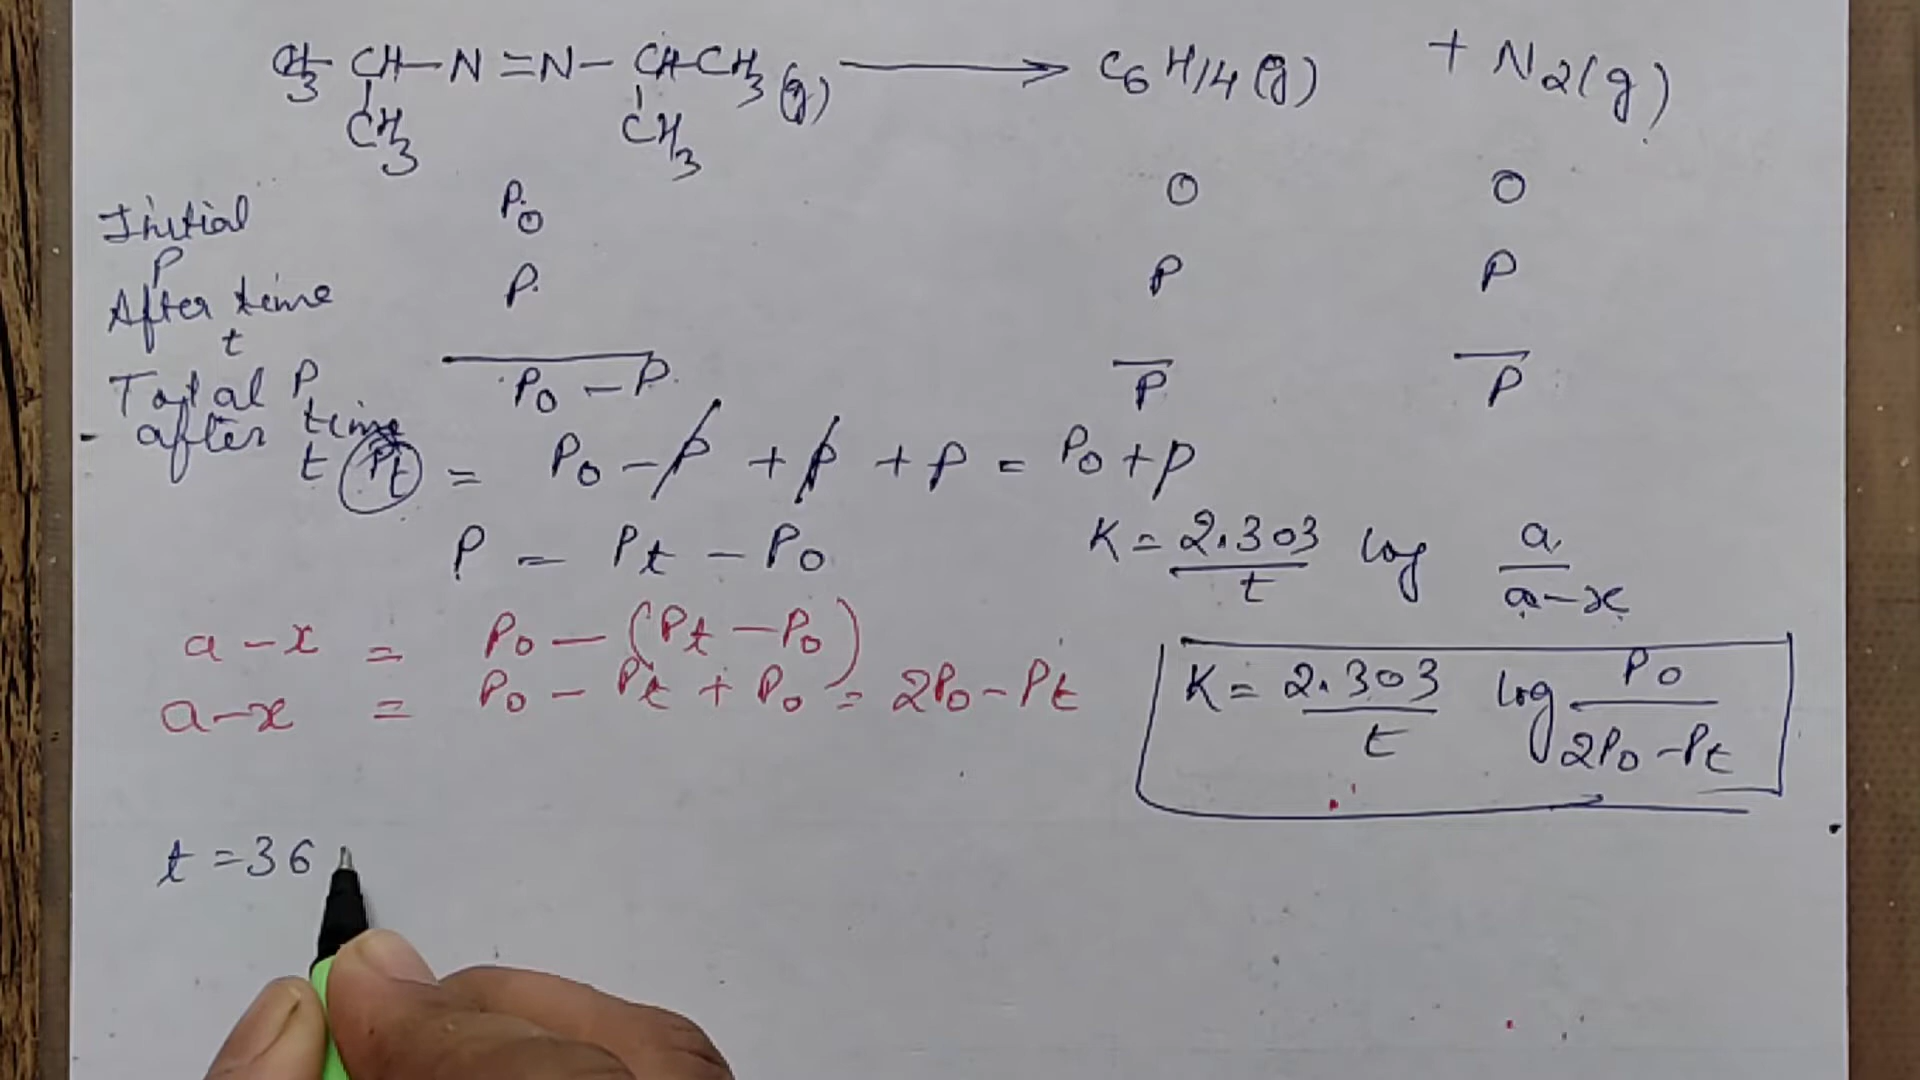 CH3 CH-N=N-CH-CH3(g) ⟶ C6H14(g) + N2(g)
CH3 CH3
Initial P P0 0 0
After time t P P P
Total P after time t P0-P P P
Pt = P0-p+p+p = P0+p
P = Pt-P0
K=2.303/t log a/a-x
a-x = P0-(Pt-P0)
a-x = P0-Pt+P0=2P0-Pt
K=2.303/t log P0/2P0-Pt
t=36